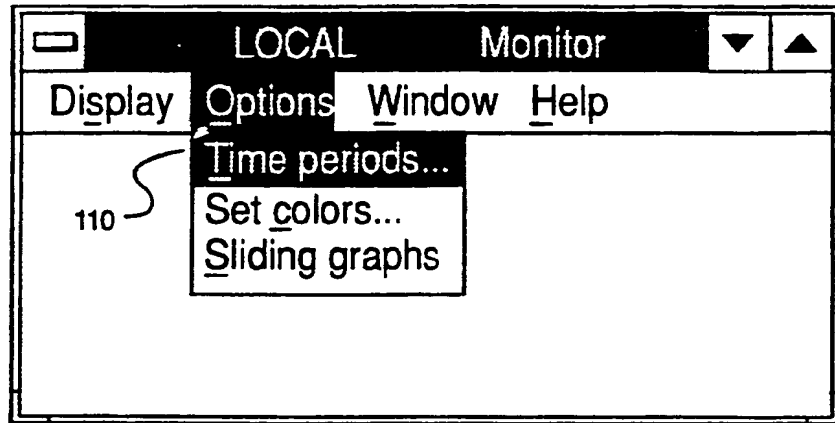 LOCAL Monitor
Display Options Window Help
Time periods...
110
Set colors...
Sliding graphs